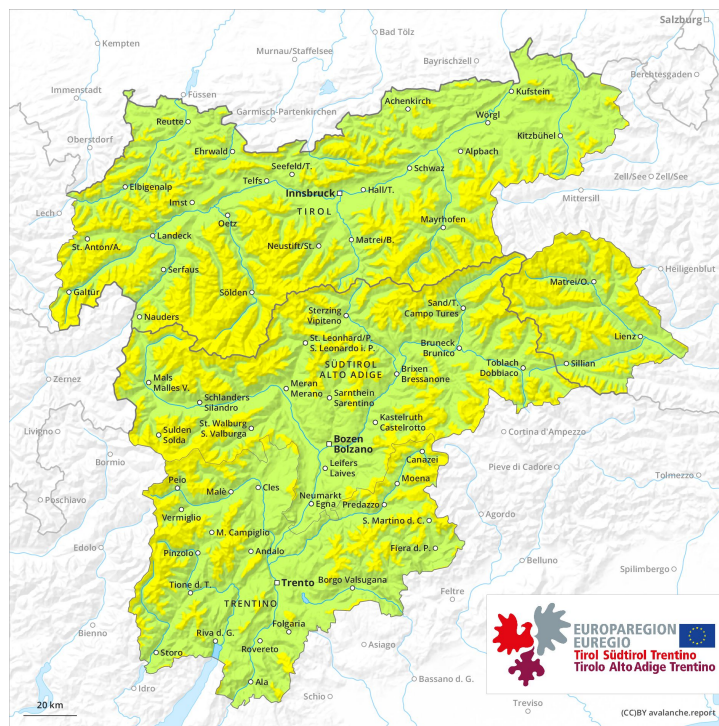 Salzburg
Kempten
Bad Tölz
Murnau/Staffelsee
Bayrischzell
Berchtesgaden
Immenstadt
Füssen
Achenkirch
Kufstein
Garmisch-Partenkirchen
Reutte
Wörgl
Oberstdorf
Kitzbühel
Ehrwald
Alpbach
Seefeld/T.
Schwaz
Telfs
Zell/See
Zell/See
Elbigenalp
Innsbruck
Hall/T.
Mittersill
Imst
Lech
TIROL
Oetz
Mayrhofen
Landeck
St. Anton/A.
Neustift/St.
Matrei/B.
Serfaus
Heiligenblut
Matrei/O.
Galtür
Sölden
Nauders
Sand/T.
Campo Tures
Sterzing
Vipiteno
Lienz
St. Leonhard/P.
S. Leonardo i. P.
Bruneck
Brunico
Toblach
Dobbiaco
Sillian
SÜDTIROL
ALTO ADIGE
Brixen
Bressanone
Zernez
Mals
Malles V.
Meran
Merano
Schlanders
Silandro
Sarnthein
Sarentino
Kastelruth
Castelrotto
St. Walburg
S. Valburga
Livigno
Sulden
Solda
Cortina d'Ampezzo
Bozen
Bolzano
Canazei
Bormio
Leifers
Laives
Pieve di Cadore
Tolmezzo
Peio
Moena
Cles
Malè
Poschiavo
Neumarkt
Egna
Predazzo
Vermiglio
Agordo
S. Martino d. C.
M. Campiglio
Edolo
Pinzolo
Andalo
Fiera d. P.
Belluno
Spilimbergo
Trento
Tione d. T.
Borgo Valsugana
Feltre
TRENTINO
Folgaria
Bienno
Riva d. G.
Rovereto
Asiago
Storo
Bassano d. G.
Ala
Idro
Schio
Treviso
EUROPAREGION
EUREGIO
Tirol Südtirol Trentino
Tirolo Alto Adige Trentino
20 km
(CC)BY avalanche.report